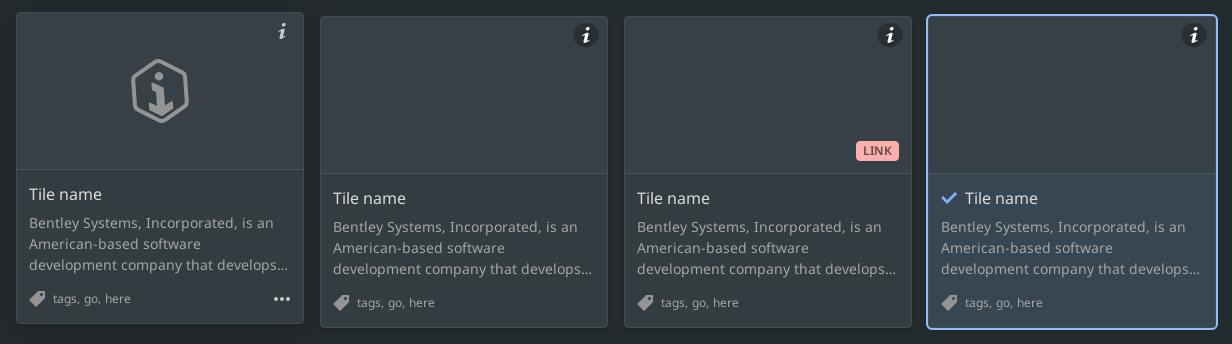 Tile name
Bentley Systems, Incorporated, is an
American-based software
development company that develops...
tags, go, here
Tile name
Bentley Systems, Incorporated, is an
American-based software
development company that develops...
tags, go, here
LINK
Tile name
Bentley Systems, Incorporated, is an
American-based software
development company that develops...
tags, go, here
Tile name
Bentley Systems, Incorporated, is an
American-based software
development company that develops...
tags, go, here